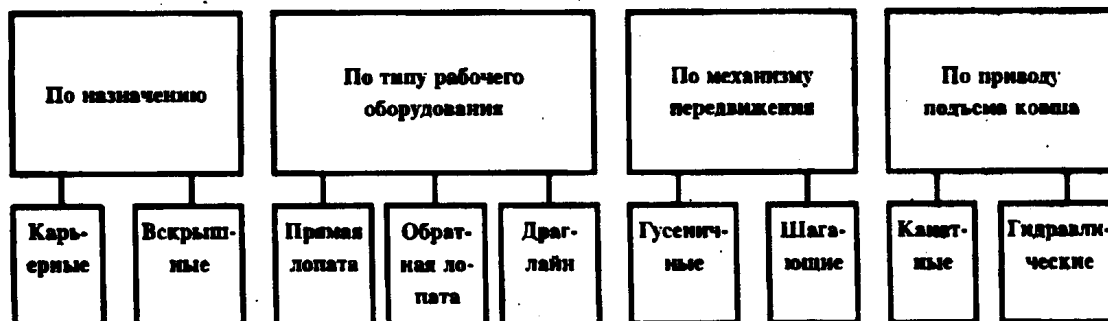 По назначению
По типу рабочего
оборудования
По механизму
передвижения
По приводу
подъема ковша
Карь-
ерные
Вскрыш-
ные
Прямая
лопата
Обрат-
ная ло-
пата
Драг-
лайн
Гусенич-
ные
Шага-
ющие
Канат-
ные
Гидравли-
ческие